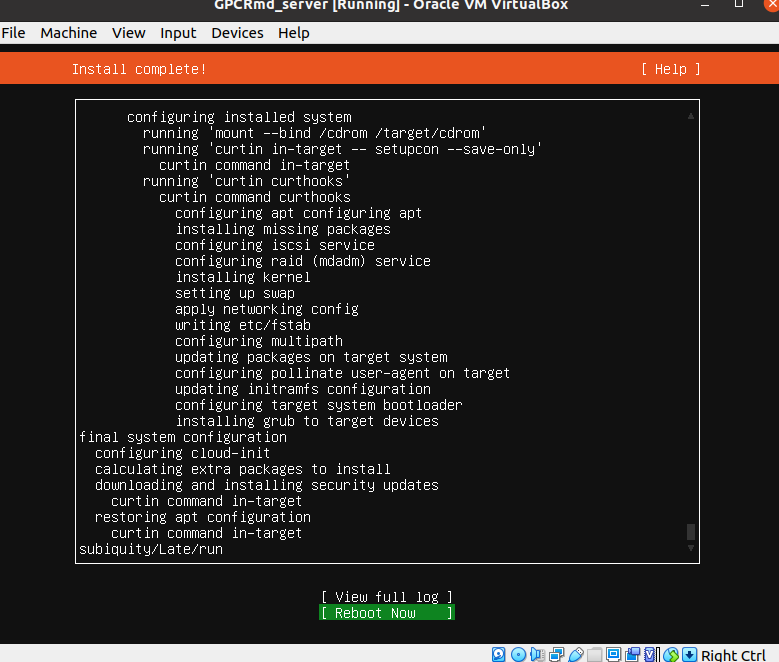 GPCRmd_server [Running] - Oracle VM VirtualBox
File Machine View Input Devices Help
Install complete! [ Help ]
configuring installed system
running 'mount --bind /cdrom /target/cdrom'
running 'curtin in-target -- setupcon --save-only'
curtin command in-target
running 'curtin curthooks'
curtin command curthooks
configuring apt configuring apt
installing missing packages
configuring iscsi service
configuring raid (mdadm) service
installing kernel
setting up swap
apply networking config
writing etc/fstab
configuring multipath
updating packages on target system
configuring pollinate user-agent on target
updating initramfs configuration
configuring target system bootloader
installing grub to target devices
final system configuration
configuring cloud-init
calculating extra packages to install
downloading and installing security updates
curtin command in-target
restoring apt configuration
curtin command in-target
subiquity/Late/run
[ View full log ]
[ Reboot Now ]
Right Ctrl